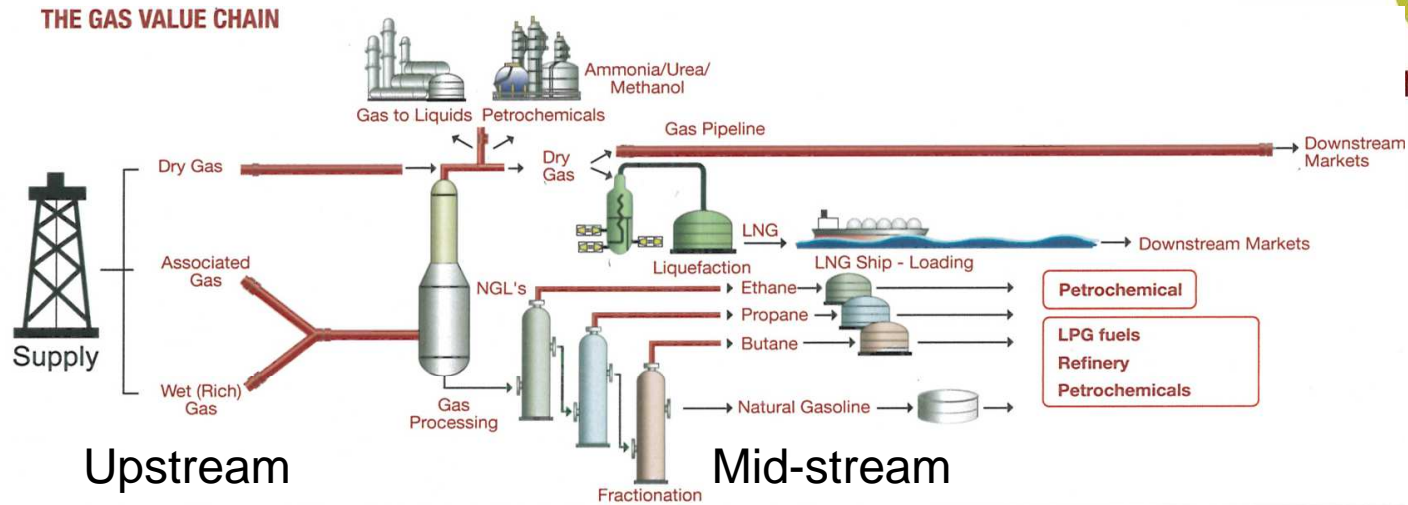 THE GAS VALUE CHAIN
Ammonia/Urea/
Methanol
Gas to Liquids
Petrochemicals
Gas Pipeline
Dry Gas
Dry
Gas
Downstream
Markets
Associated
Gas
LNG
Downstream Markets
Liquefaction
LNG Ship - Loading
NGL's
Ethane
Petrochemical
Propane
Butane
LPG fuels
Refinery
Petrochemicals
Supply
Wet (Rich)
Gas
Gas
Processing
Natural Gasoline
Upstream
Mid-stream
Fractionation